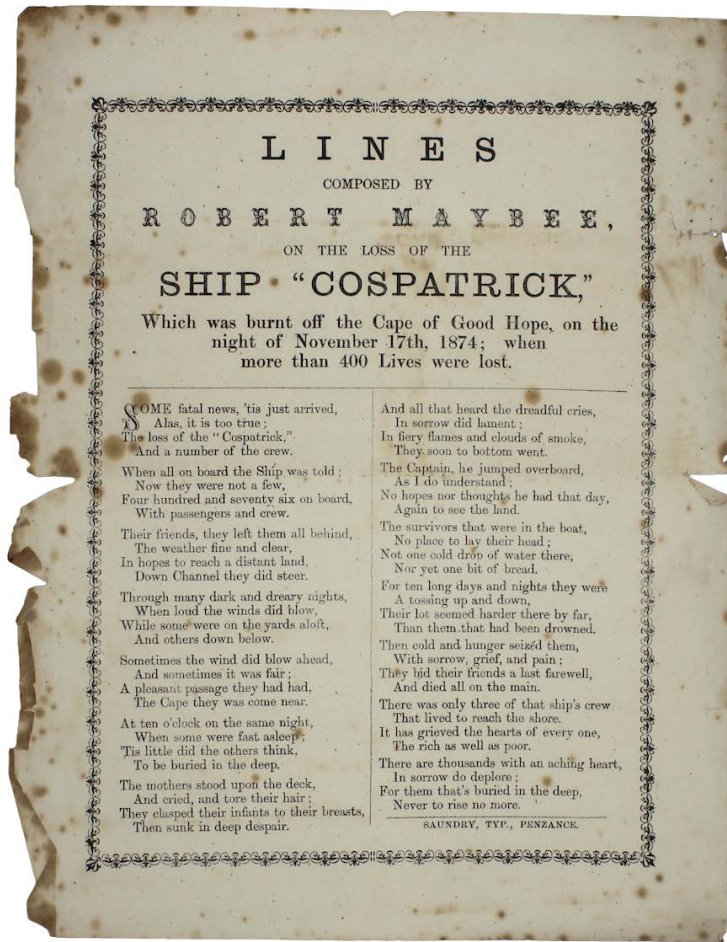 LINES
COMPOSED BY
ROBERT MAYBEE,
ON THE LOSS OF THE
SHIP "COSPATRICK,"
Which was burnt off the Cape of Good Hope, on the
night of November 17th, 1874; when
more than 400 Lives were lost.
SOME fatal news, 'tis just arrived,
Alas, it is too true;
The loss of the "Cospatrick,"
And a number of the crew.
When all on board the Ship was told;
Now they were not a few,
Four hundred and seventy six on board,
With passengers and crew.
Their friends, they left them all behind,
The weather fine and clear,
In hopes to reach a distant land,
Down Channel they did steer.
Through many dark and dreary nights,
When loud the winds did blow,
While some were on the yards aloft,
And others down below.
Sometimes the wind did blow ahead,
And sometimes it was fair;
A pleasant passage they had had,
The Cape they was come near.
At ten o'clock on the same night,
When some were fast asleep;
'Tis little did the others think,
To be buried in the deep.
The mothers stood upon the deck,
And cried, and tore their hair;
They clasped their infants to their breasts,
Then sunk in deep despair.
And all that heard the dreadful cries,
In sorrow did lament;
In fiery flames and clouds of smoke,
They soon to bottom went.
The Captain, he jumped overboard,
As I do understand;
No hopes nor thoughts he had that day,
Again to see the land.
The survivors that were in the boat,
No place to lay their head;
Not one cold drop of water there,
Nor yet one bit of bread.
For ten long days and nights they were
A tossing up and down,
Their lot seemed harder there by far,
Than them that had been drowned.
Then cold and hunger seized them,
With sorrow, grief, and pain;
They bid their friends a last farewell,
And died all on the main.
There was only three of that ship's crew
That lived to reach the shore.
It has grieved the hearts of every one,
The rich as well as poor.
There are thousands with an aching heart,
In sorrow do deplore;
For them that's buried in the deep,
Never to rise no more.
SAUNDRY, TYP., PENZANCE.